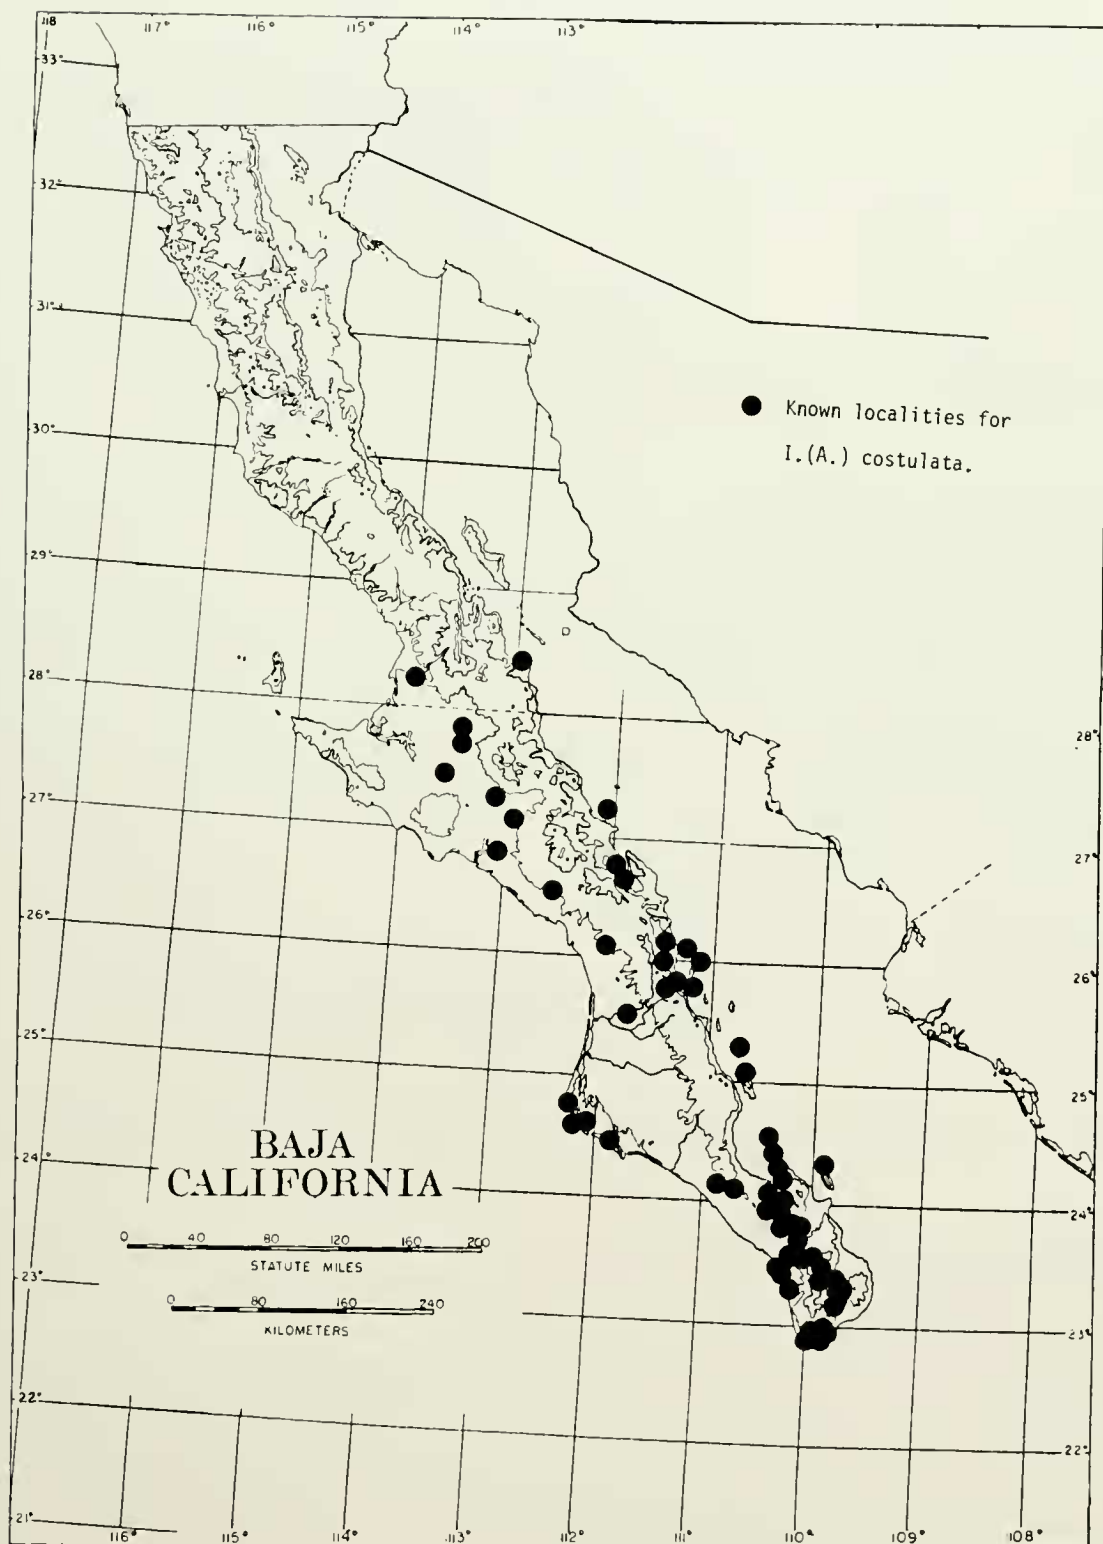 118
117°
116°
115°
114°
113°
33°
32°
31°
30°
29°
28°
27°
26°
25°
24°
23°
22°
21°
Known localities for
I.(A.) costulata.
28°
27°
26°
25°
24°
23°
22°
BAJA
CALIFORNIA
0 40 80 120 160 200
STATUTE MILES
0 80 160 240
KILOMETERS
116° 115° 114° 113° 112° 111° 110° 109° 108°